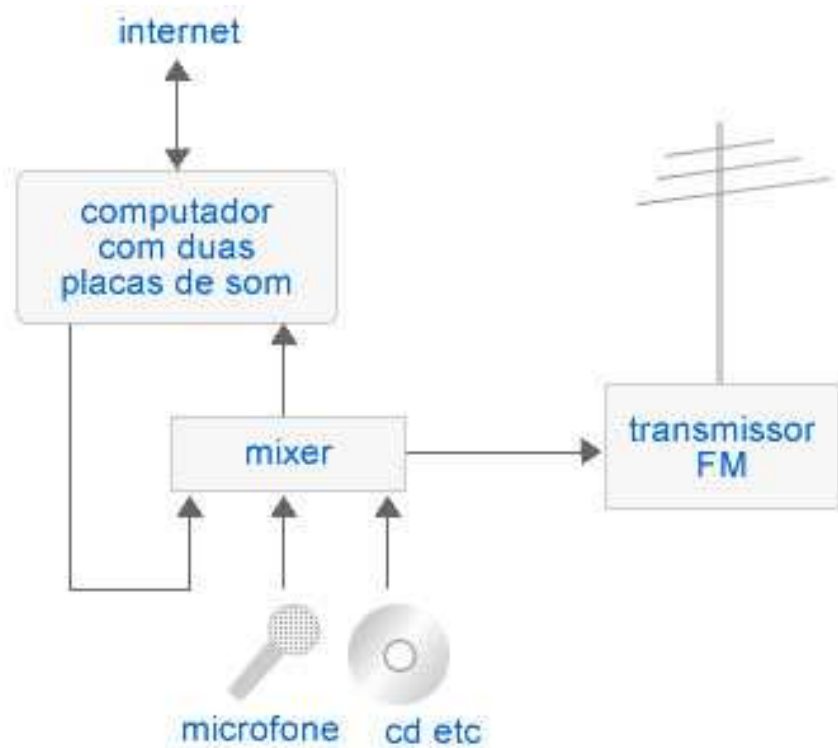 internet
computador
com duas
placas de som
mixer
transmissor
FM
microfone
cd etc